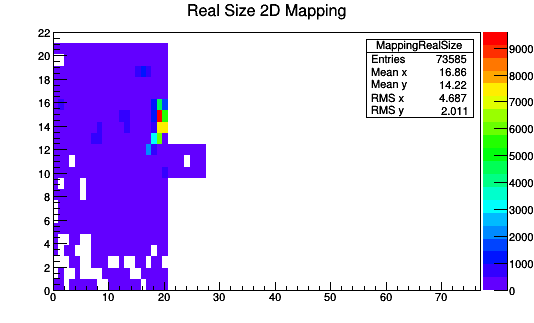 Real Size 2D Mapping
MappingRealSize
Entries 73585
Mean x 16.86
Mean y 14.22
RMS x 4.687
RMS y 2.011
22
20
18
16
14
12
10
8
6
4
2
0
0 10 20 30 40 50 60 70
9000
8000
7000
6000
5000
4000
3000
2000
1000
0